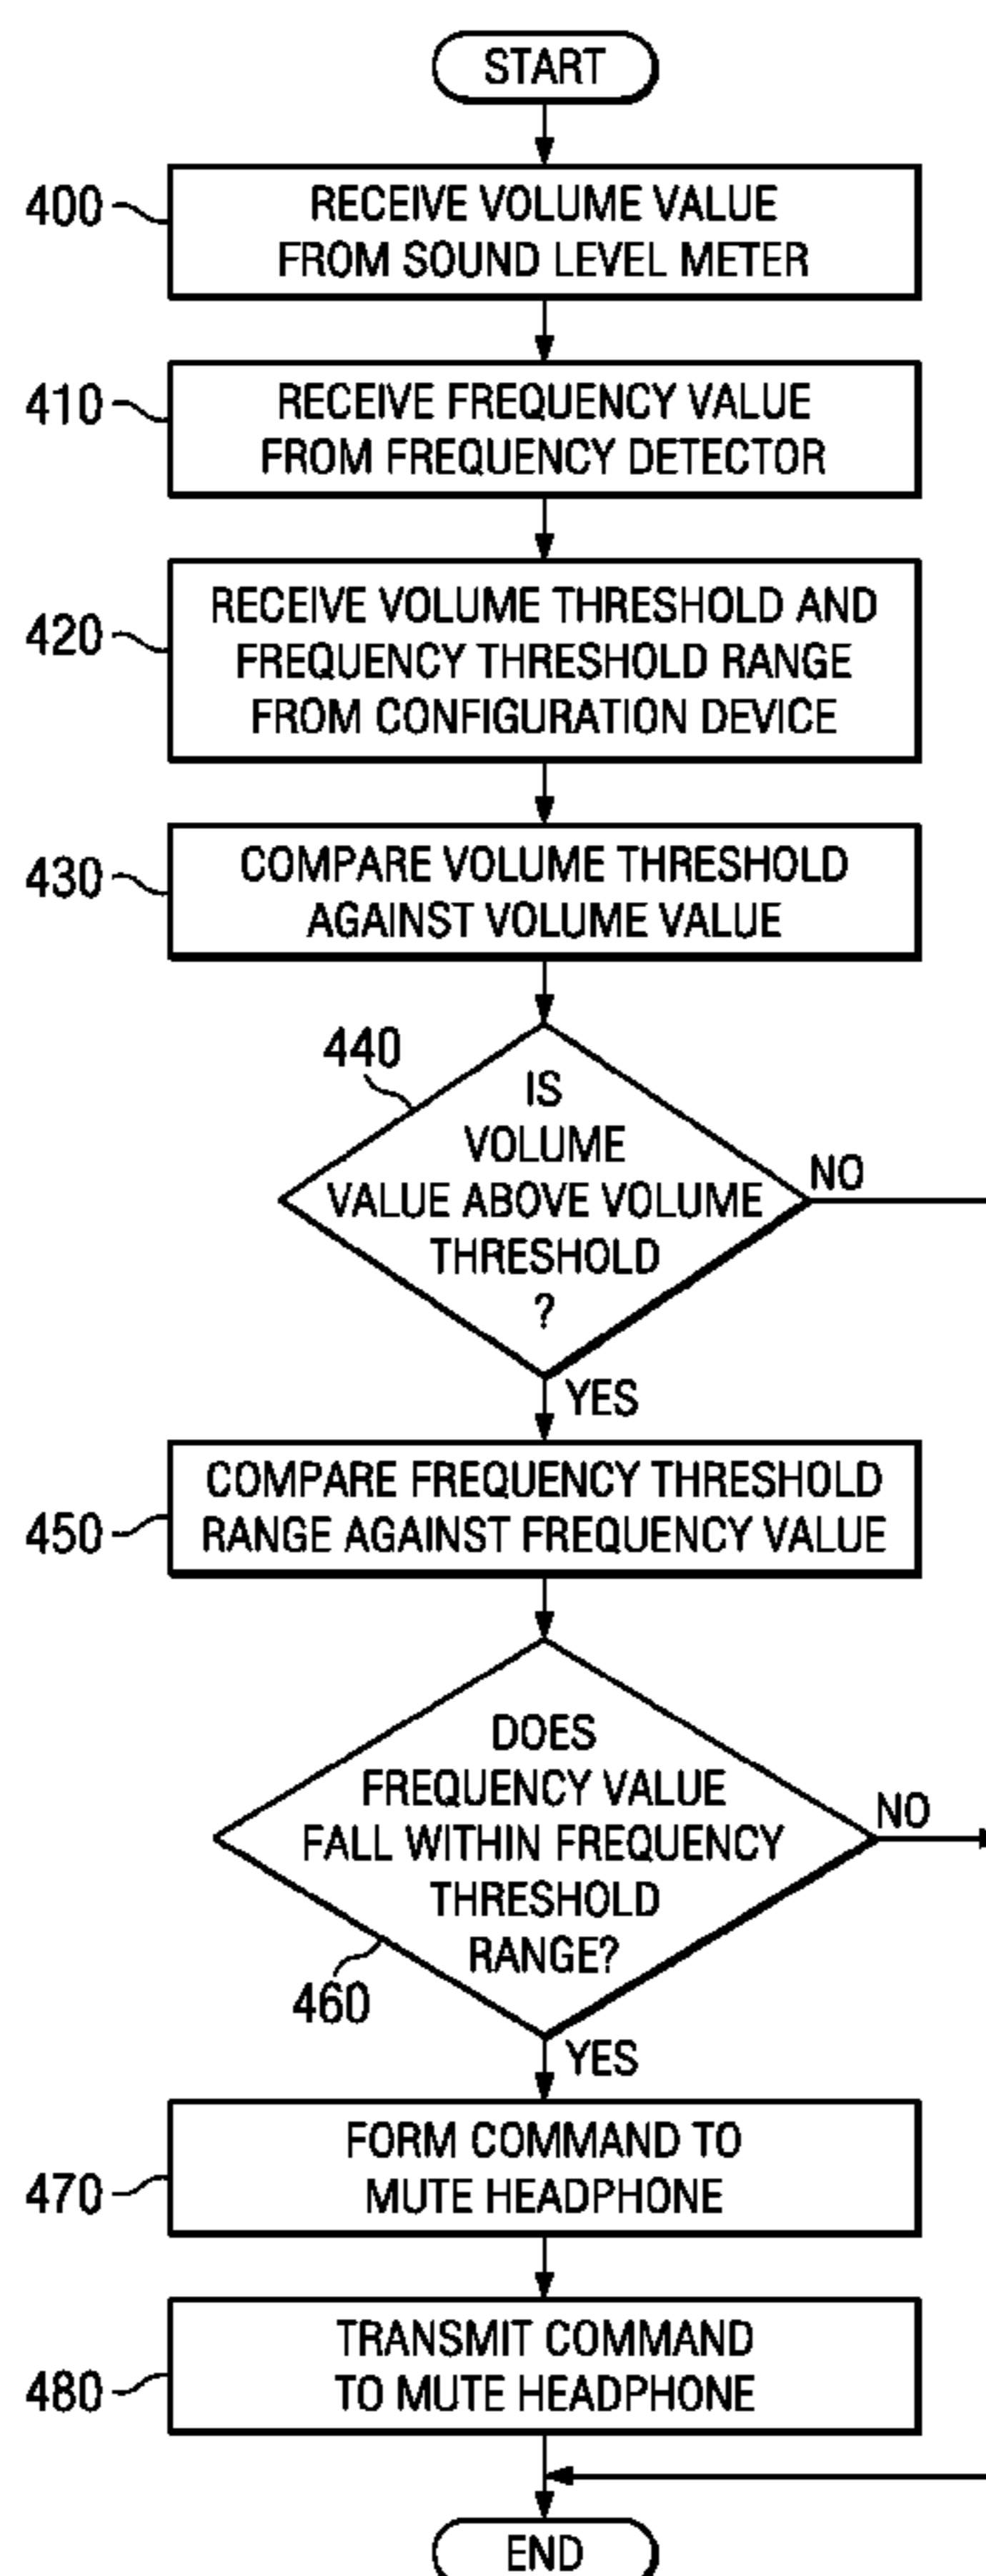 START
400
RECEIVE VOLUME VALUE
FROM SOUND LEVEL METER
410
RECEIVE FREQUENCY VALUE
FROM FREQUENCY DETECTOR
420
RECEIVE VOLUME THRESHOLD AND
FREQUENCY THRESHOLD RANGE
FROM CONFIGURATION DEVICE
430
COMPARE VOLUME THRESHOLD
AGAINST VOLUME VALUE
440
IS
VOLUME
VALUE ABOVE VOLUME
THRESHOLD
?
NO
YES
450
COMPARE FREQUENCY THRESHOLD
RANGE AGAINST FREQUENCY VALUE
DOES
FREQUENCY VALUE
FALL WITHIN FREQUENCY
THRESHOLD
RANGE?
NO
460
YES
470
FORM COMMAND TO
MUTE HEADPHONE
480
TRANSMIT COMMAND
TO MUTE HEADPHONE
END